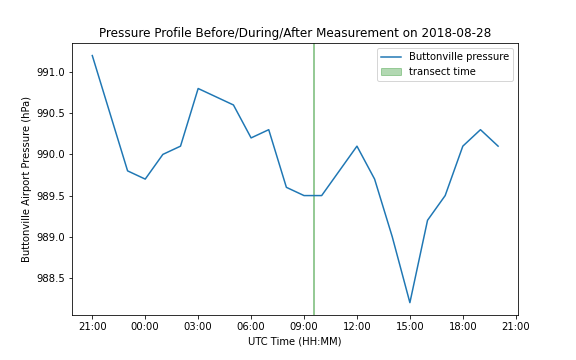 Pressure Profile Before/During/After Measurement on 2018-08-28
Buttonville pressure
transect time
Buttonville Airport Pressure (hPa)
991.0
990.5
990.0
989.5
989.0
988.5
21:00 00:00 03:00 06:00 09:00 12:00 15:00 18:00 21:00
UTC Time (HH:MM)